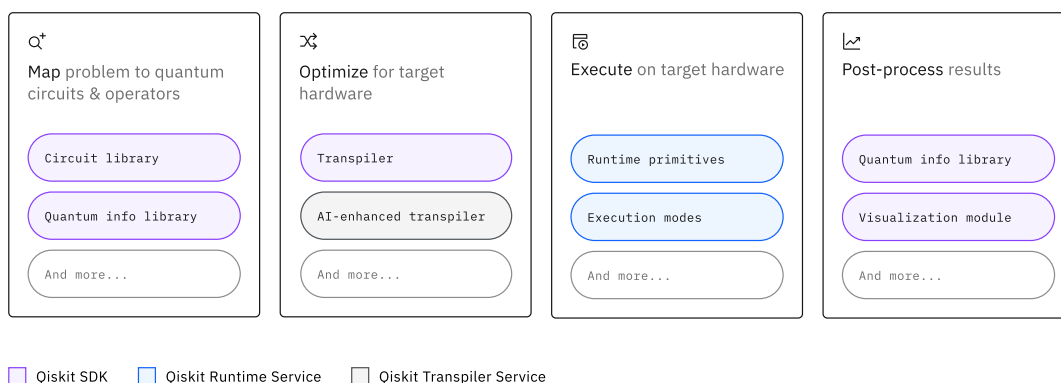 Map problem to quantum
circuits & operators
Circuit library
Quantum info library
And more...
Optimize for target
hardware
Transpiler
AI-enhanced transpiler
And more...
Execute on target hardware
Runtime primitives
Execution modes
And more...
Post-process results
Quantum info library
Visualization module
And more...
Qiskit SDK
Qiskit Runtime Service
Qiskit Transpiler Service